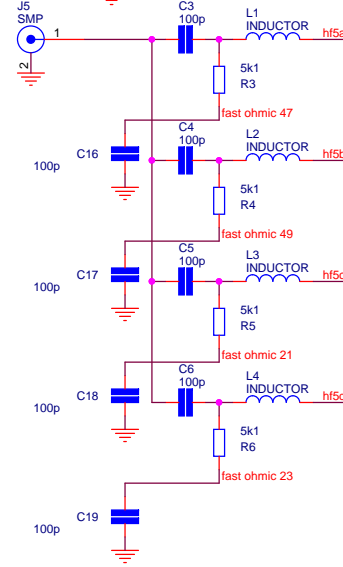 J5
SMP
1
2
C3
100p
L1
INDUCTOR
hf5a
5k1
R3
fast ohmic 47
C16
100p
C4
100p
L2
INDUCTOR
hf5b
5k1
R4
fast ohmic 49
C17
100p
C5
100p
L3
INDUCTOR
hf5c
5k1
R5
fast ohmic 21
C18
100p
C6
100p
L4
INDUCTOR
5k1
R6
fast ohmic 23
C19
100p